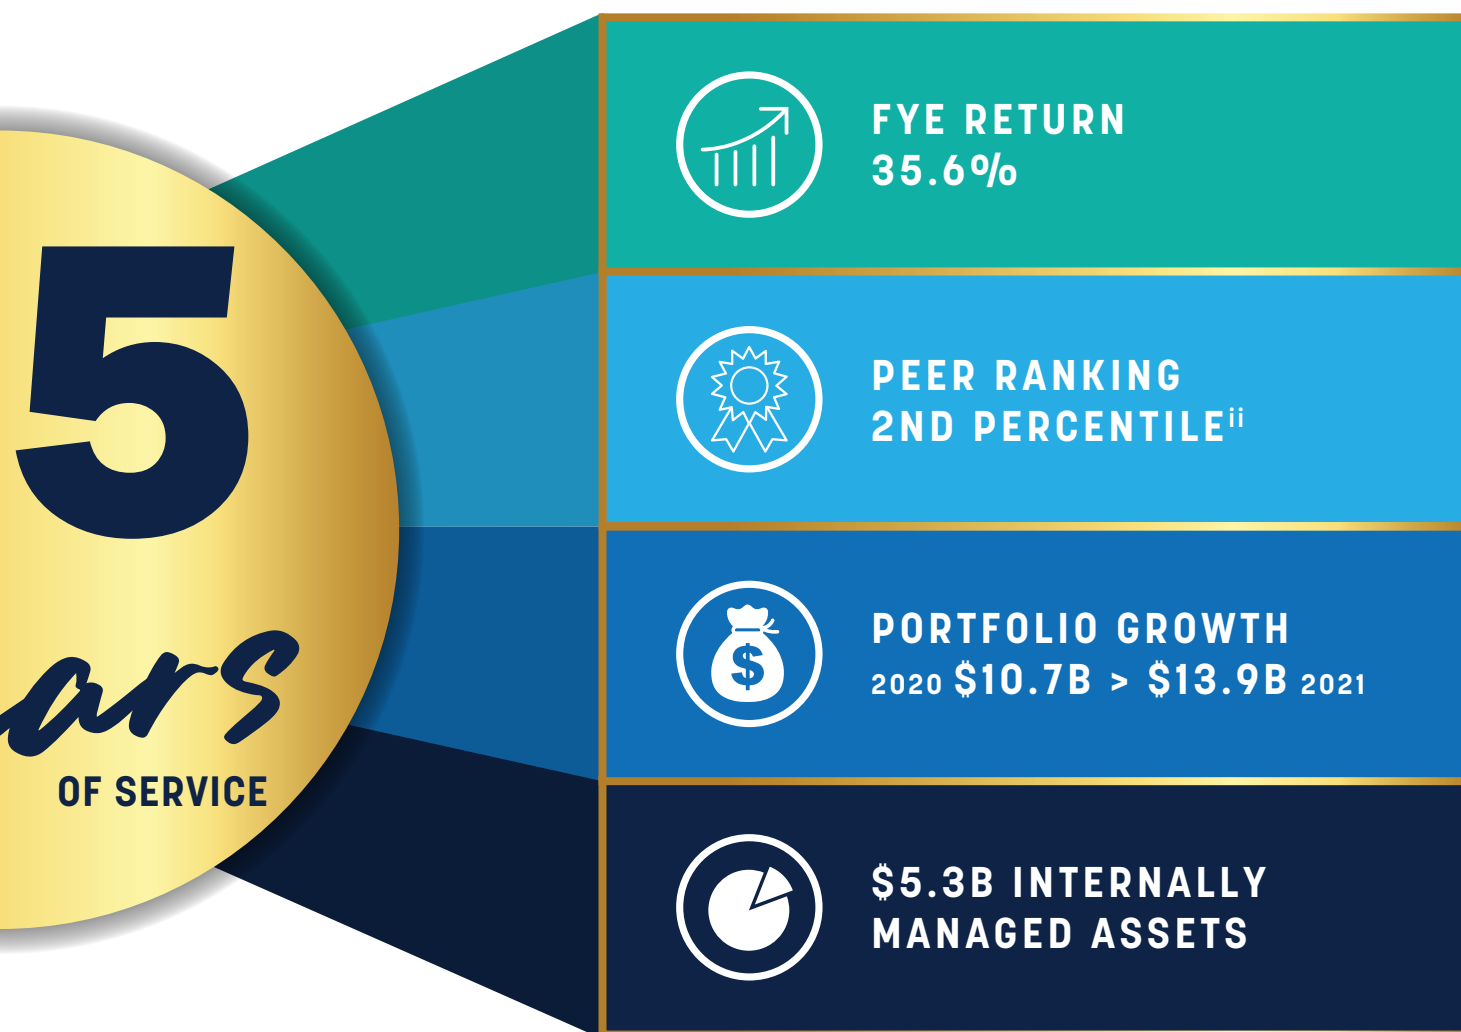 5
ars
OF SERVICE
FYE RETURN
35.6%
PEER RANKING
2ND PERCENTILEii
PORTFOLIO GROWTH
2020 $10.7B > $13.9B 2021
$5.3B INTERNALLY
MANAGED ASSETS